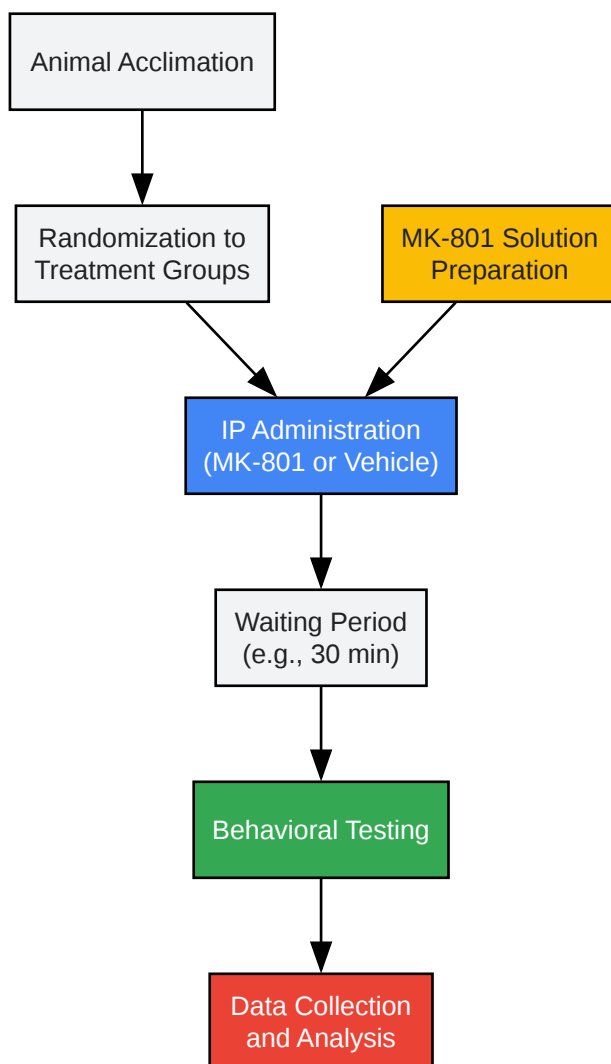 Animal Acclimation
Randomization to
Treatment Groups
MK-801 Solution
Preparation
IP Administration
(MK-801 or Vehicle)
Waiting Period
(e.g., 30 min)
Behavioral Testing
Data Collection
and Analysis